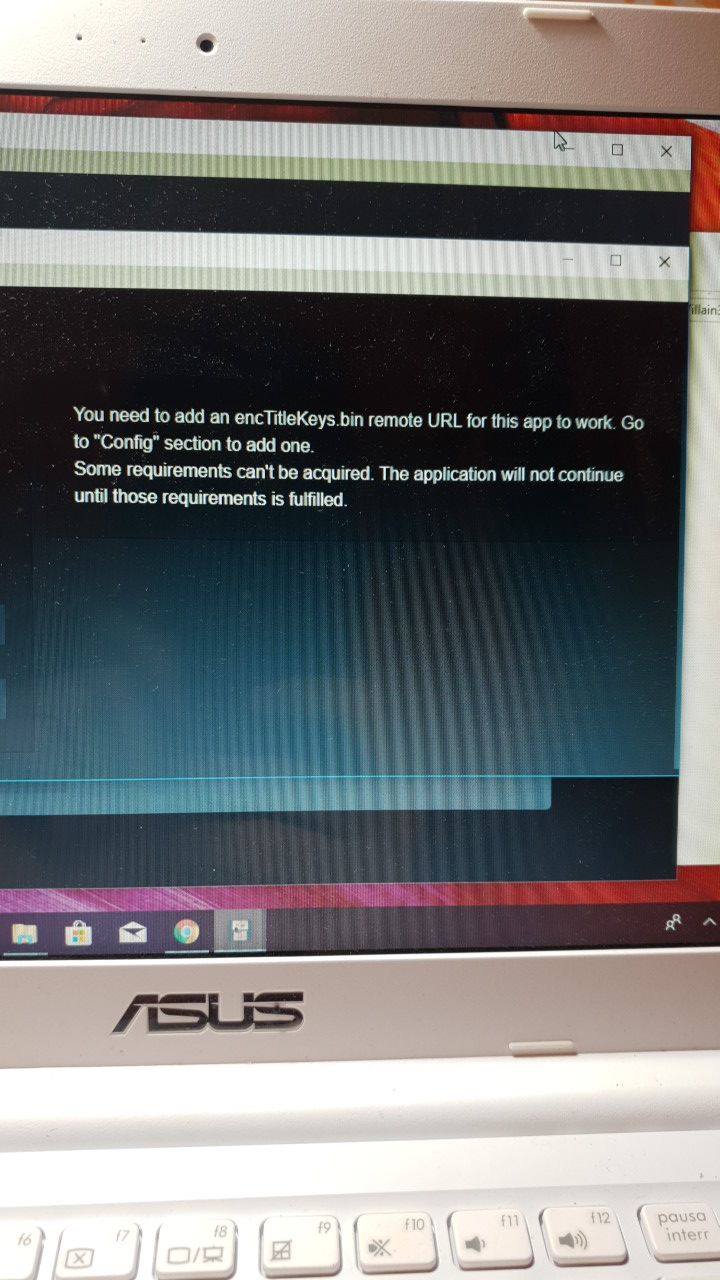 illain
You need to add an encTitleKeys.bin remote URL for this app to work. Go
to "Config" section to add one.
Some requirements can't be acquired. The application will not continue
until those requirements is fulfilled.
ASUS
f6
f7
f8
f9
f10
f11
f12
pausa
interr